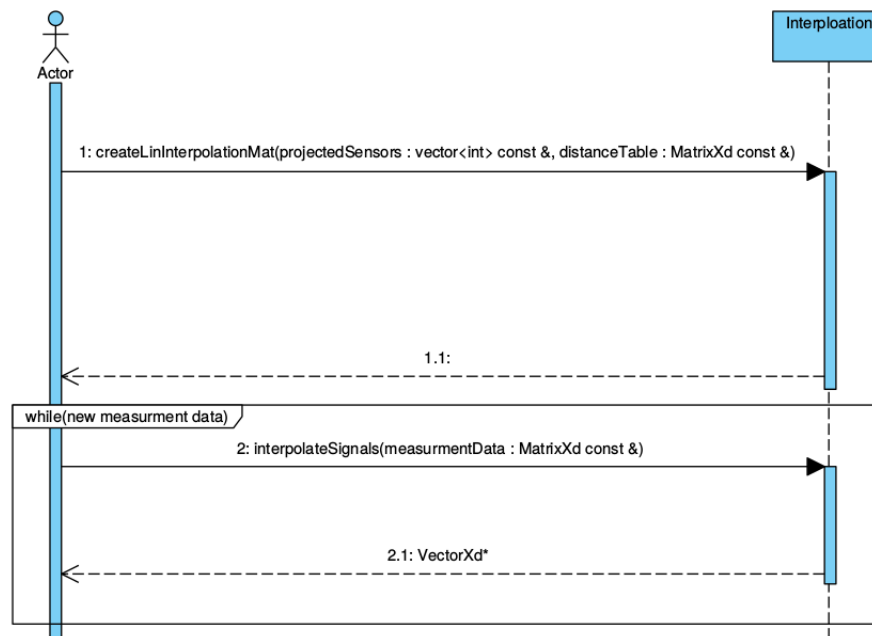 Interploation
Actor
1: createLinInterpolationMat(projectedSensors : vector<int> const &, distanceTable : MatrixXd const &)
1.1:
while(new measurment data)
2: interpolateSignals(measurmentData : MatrixXd const &)
2.1: VectorXd*